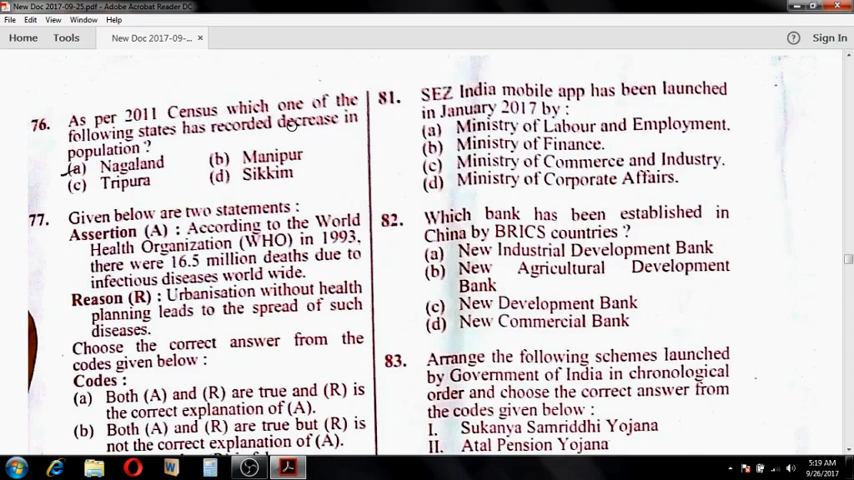 New Doc 2017-09-25.pdf - Adobe Acrobat Reader DC
File Edit View Window Help
Home Tools New Doc 2017-09-... × Sign In
76. As per 2011 Census which one of the
following states has recorded decrease in
population ?
(a) Nagaland (b) Manipur
(c) Tripura (d) Sikkim
77. Given below are two statements :
Assertion (A) : According to the World
Health Organization (WHO) in 1993,
there were 16.5 million deaths due to
infectious diseases world wide.
Reason (R) : Urbanisation without health
planning leads to the spread of such
diseases.
Choose the correct answer from the
codes given below :
Codes :
(a) Both (A) and (R) are true and (R) is
the correct explanation of (A).
(b) Both (A) and (R) are true but (R) is
not the correct explanation of (A).
81. SEZ India mobile app has been launched
in January 2017 by :
(a) Ministry of Labour and Employment.
(b) Ministry of Finance.
(c) Ministry of Commerce and Industry.
(d) Ministry of Corporate Affairs.
82. Which bank has been established in
China by BRICS countries ?
(a) New Industrial Development Bank
(b) New Agricultural Development
Bank
(c) New Development Bank
(d) New Commercial Bank
83. Arrange the following schemes launched
by Government of India in chronological
order and choose the correct answer from
the codes given below :
I. Sukanya Samriddhi Yojana
II. Atal Pension Yojana
5:19 AM
9/26/2017